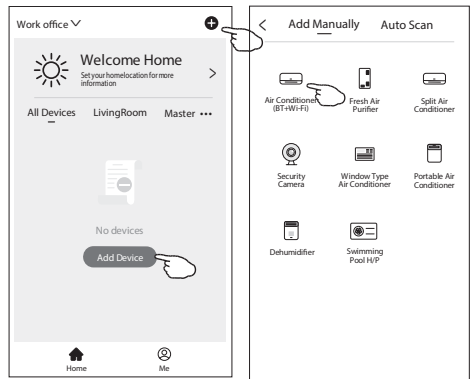 Work office
Welcome Home
Set your home location for more
information
All Devices LivingRoom Master •••
No devices
Add Device
Home Me
Add Manually Auto Scan
Air Conditioner
(BT+Wi-Fi)
Fresh Air
Purifier
Split Air
Conditioner
Security
Camera
Window Type
Air Conditioner
Portable Air
Conditioner
Dehumidifier
Swimming
Pool H/P